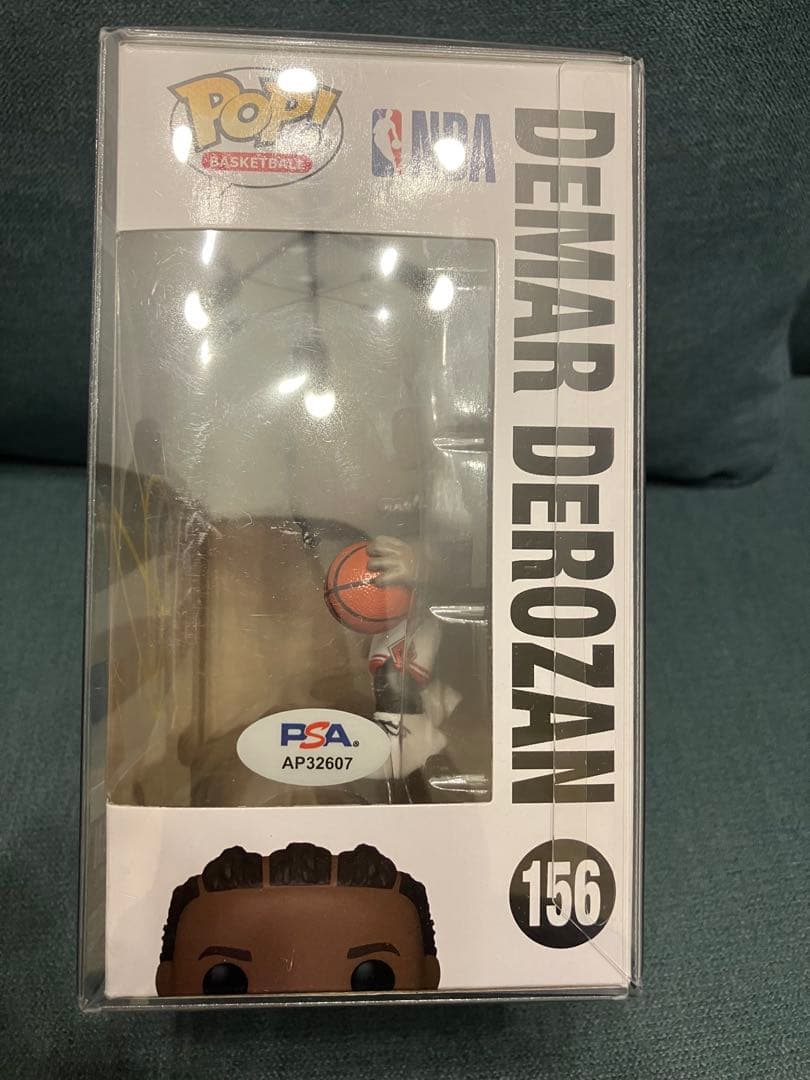 POP!
BASKETBALL
NBA
DEMAR DEROZAN
PSA®
AP32607
156